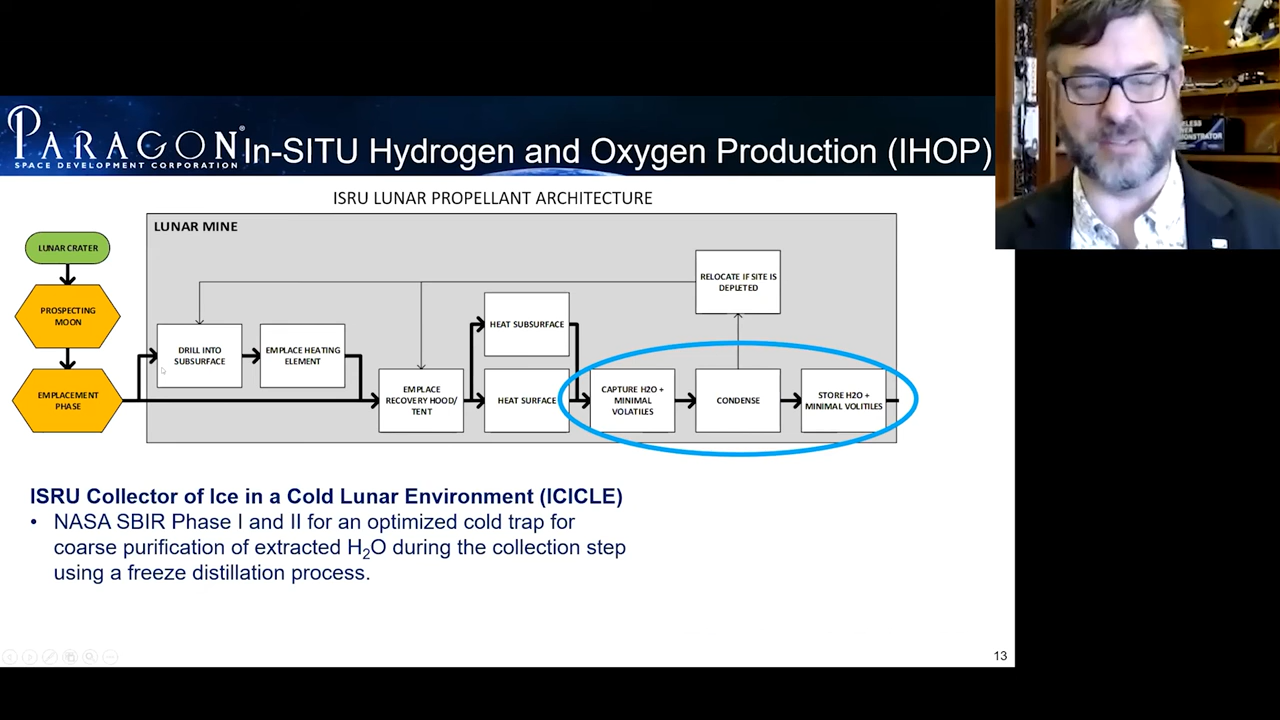 PARAGON®
SPACE DEVELOPMENT CORPORATION
In-SITU Hydrogen and Oxygen Production (IHOP)
ISRU LUNAR PROPELLANT ARCHITECTURE
LUNAR MINE
LUNAR CRATER
PROSPECTING
MOON
EMPLACEMENT
PHASE
DRILL INTO
SUBSURFACE
EMPLACE HEATING
ELEMENT
EMPLACE
RECOVERY HOOD/
TENT
HEAT SUBSURFACE
HEAT SURFACE
CAPTURE H2O +
MINIMAL
VOLATILES
CONDENSE
RELOCATE IF SITE IS
DEPLETED
STORE H2O +
MINIMAL VOLITILES
ISRU Collector of Ice in a Cold Lunar Environment (ICICLE)
• NASA SBIR Phase I and II for an optimized cold trap for
coarse purification of extracted H₂O during the collection step
using a freeze distillation process.
13